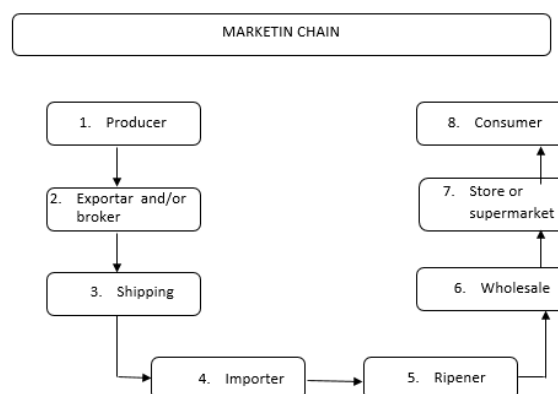 MARKETIN CHAIN
1. Producer
2. Exportar and/or
broker
3. Shipping
4. Importer
5. Ripener
6. Wholesale
7. Store or
supermarket
8. Consumer